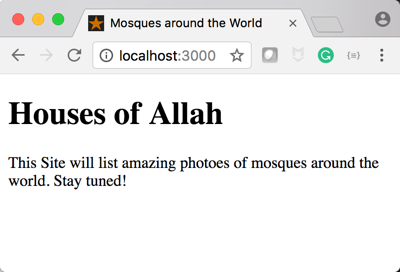 Mosques around the World
localhost:3000
Houses of Allah
This Site will list amazing photoes of mosques around the
world. Stay tuned!